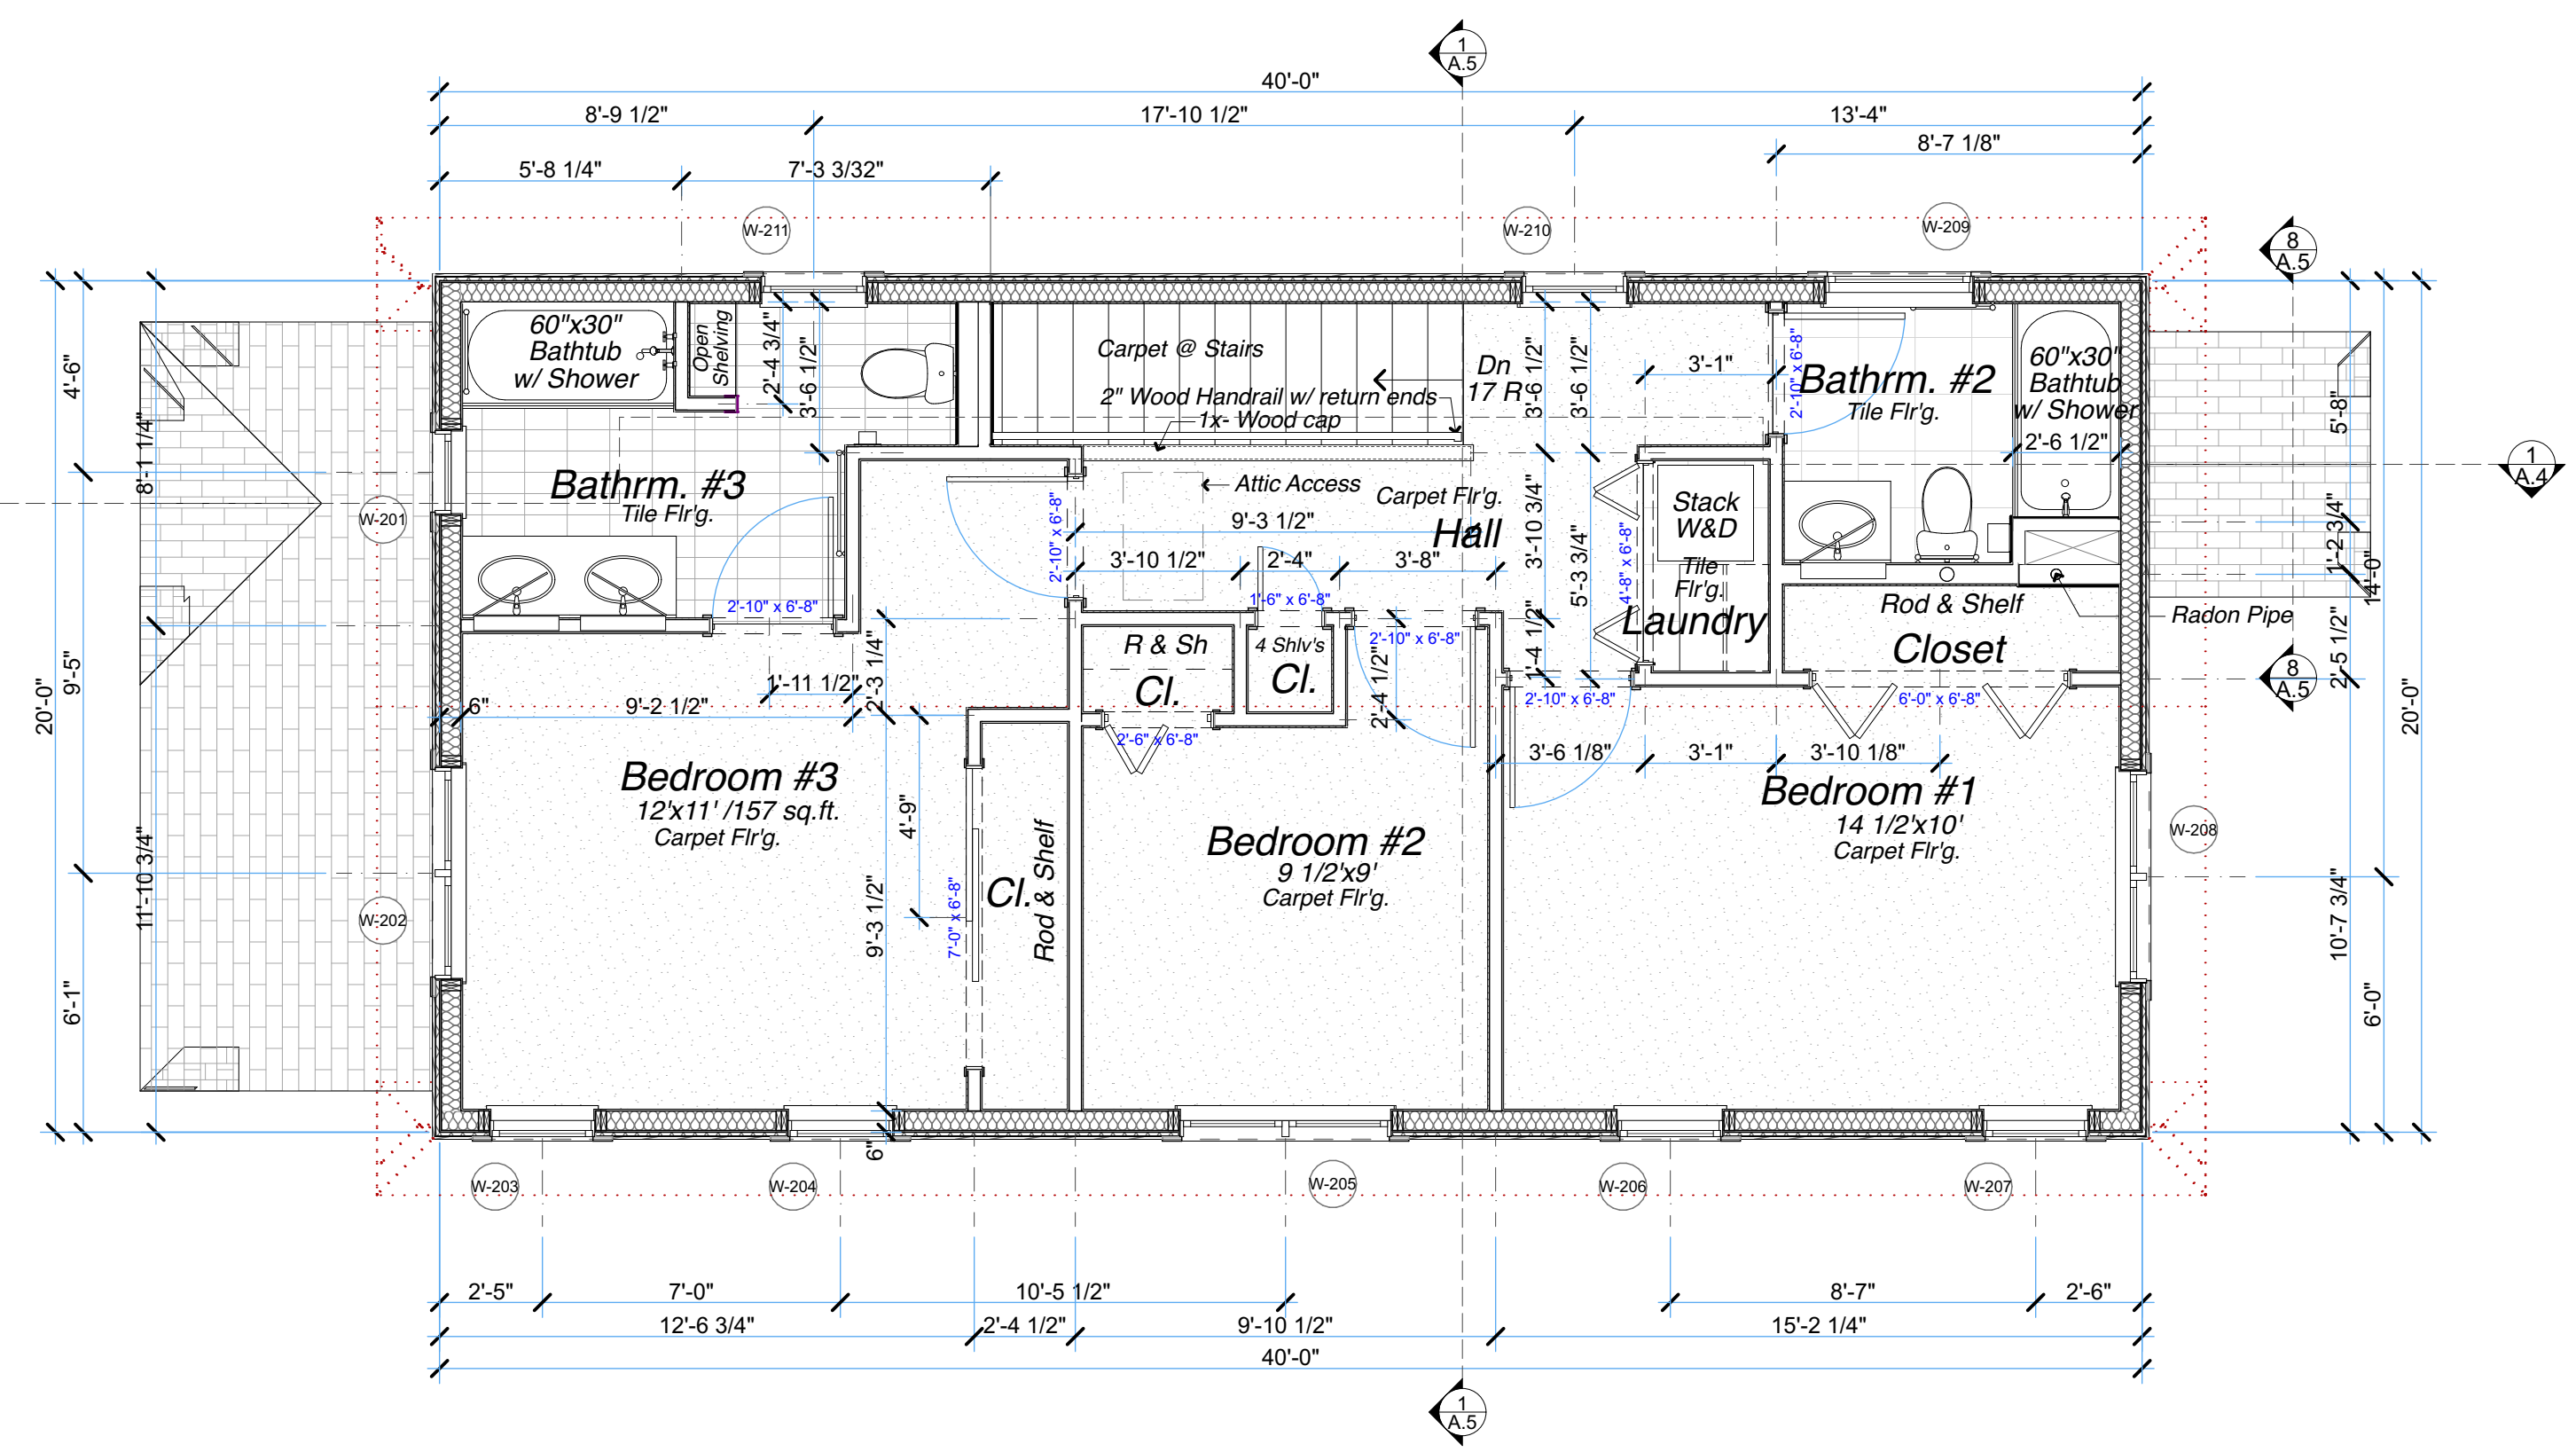 1
A.5
40'-0"
8'-9 1/2"
17'-10 1/2"
13'-4"
8'-7 1/8"
5'-8 1/4"
7'-3 3/32"
W-211
W-210
W-209
8
A.5
60"x30"
Bathtub
w/ Shower
Open
Shelving
2'-4 3/4"
3'-6 1/2"
Carpet @ Stairs
2" Wood Handrail w/ return ends
1x- Wood cap
Dn
17 R
3'-6 1/2"
3'-6 1/2"
3'-1"
2'-10" x 6'-8"
Bathrm. #2
Tile Flr'g.
60"x30"
Bathtub
w/ Shower
2'-6 1/2"
4'-6"
8'-1 1/4"
5'-8"
1
A.4
Bathrm. #3
Tile Flr'g.
W-201
2'-10" x 6'-8"
Attic Access
Carpet Flr'g.
Hall
9'-3 1/2"
3'-10 1/2"
2'-4"
3'-8"
3'-10 3/4"
5'-3 3/4"
4'-8" x 6'-8"
Stack
W&D
Tile
Flr'g.
Laundry
1'-2 3/4"
14'-0"
2'-10" x 6'-8"
1'-6" x 6'-8"
2'-10" x 6'-8"
1'-4 1/2"
Rod & Shelf
Closet
Radon Pipe
R & Sh
Cl.
4 Shlv's
Cl.
2'-4 1/2"
2'-3 1/4"
1'-11 1/2"
6"
9'-2 1/2"
2'-6" x 6'-8"
2'-10" x 6'-8"
6'-0" x 6'-8"
2'-5 1/2"
8
A.5
20'-0"
9'-5"
20'-0"
3'-6 1/8"
3'-1"
3'-10 1/8"
Bedroom #3
12'x11' /157 sq.ft.
Carpet Flr'g.
4'-9"
9'-3 1/2"
7'-0" x 6'-8"
Cl.
Rod & Shelf
Bedroom #2
9 1/2'x9'
Carpet Flr'g.
Bedroom #1
14 1/2'x10'
Carpet Flr'g.
W-208
11'-10 3/4"
W-202
10'-7 3/4"
6'-1"
6'-0"
6"
W-203
W-204
W-205
W-206
W-207
2'-5"
7'-0"
10'-5 1/2"
8'-7"
2'-6"
12'-6 3/4"
2'-4 1/2"
9'-10 1/2"
15'-2 1/4"
40'-0"
1
A.5